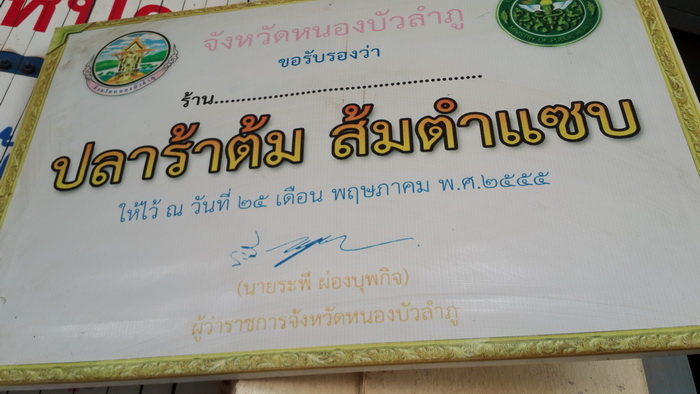 จังหวัดหนองบัวลำภู
ขอรับรองว่า
ร้าน............................................
ปลาร้าต้ม ส้มตำแซบ
ให้ไว้ ณ วันที่ ๒๕ เดือน พฤษภาคม พ.ศ.๒๕๕๕
(นายระพี ผ่องบุพกิจ)
ผู้ว่าราชการจังหวัดหนองบัวลำภู